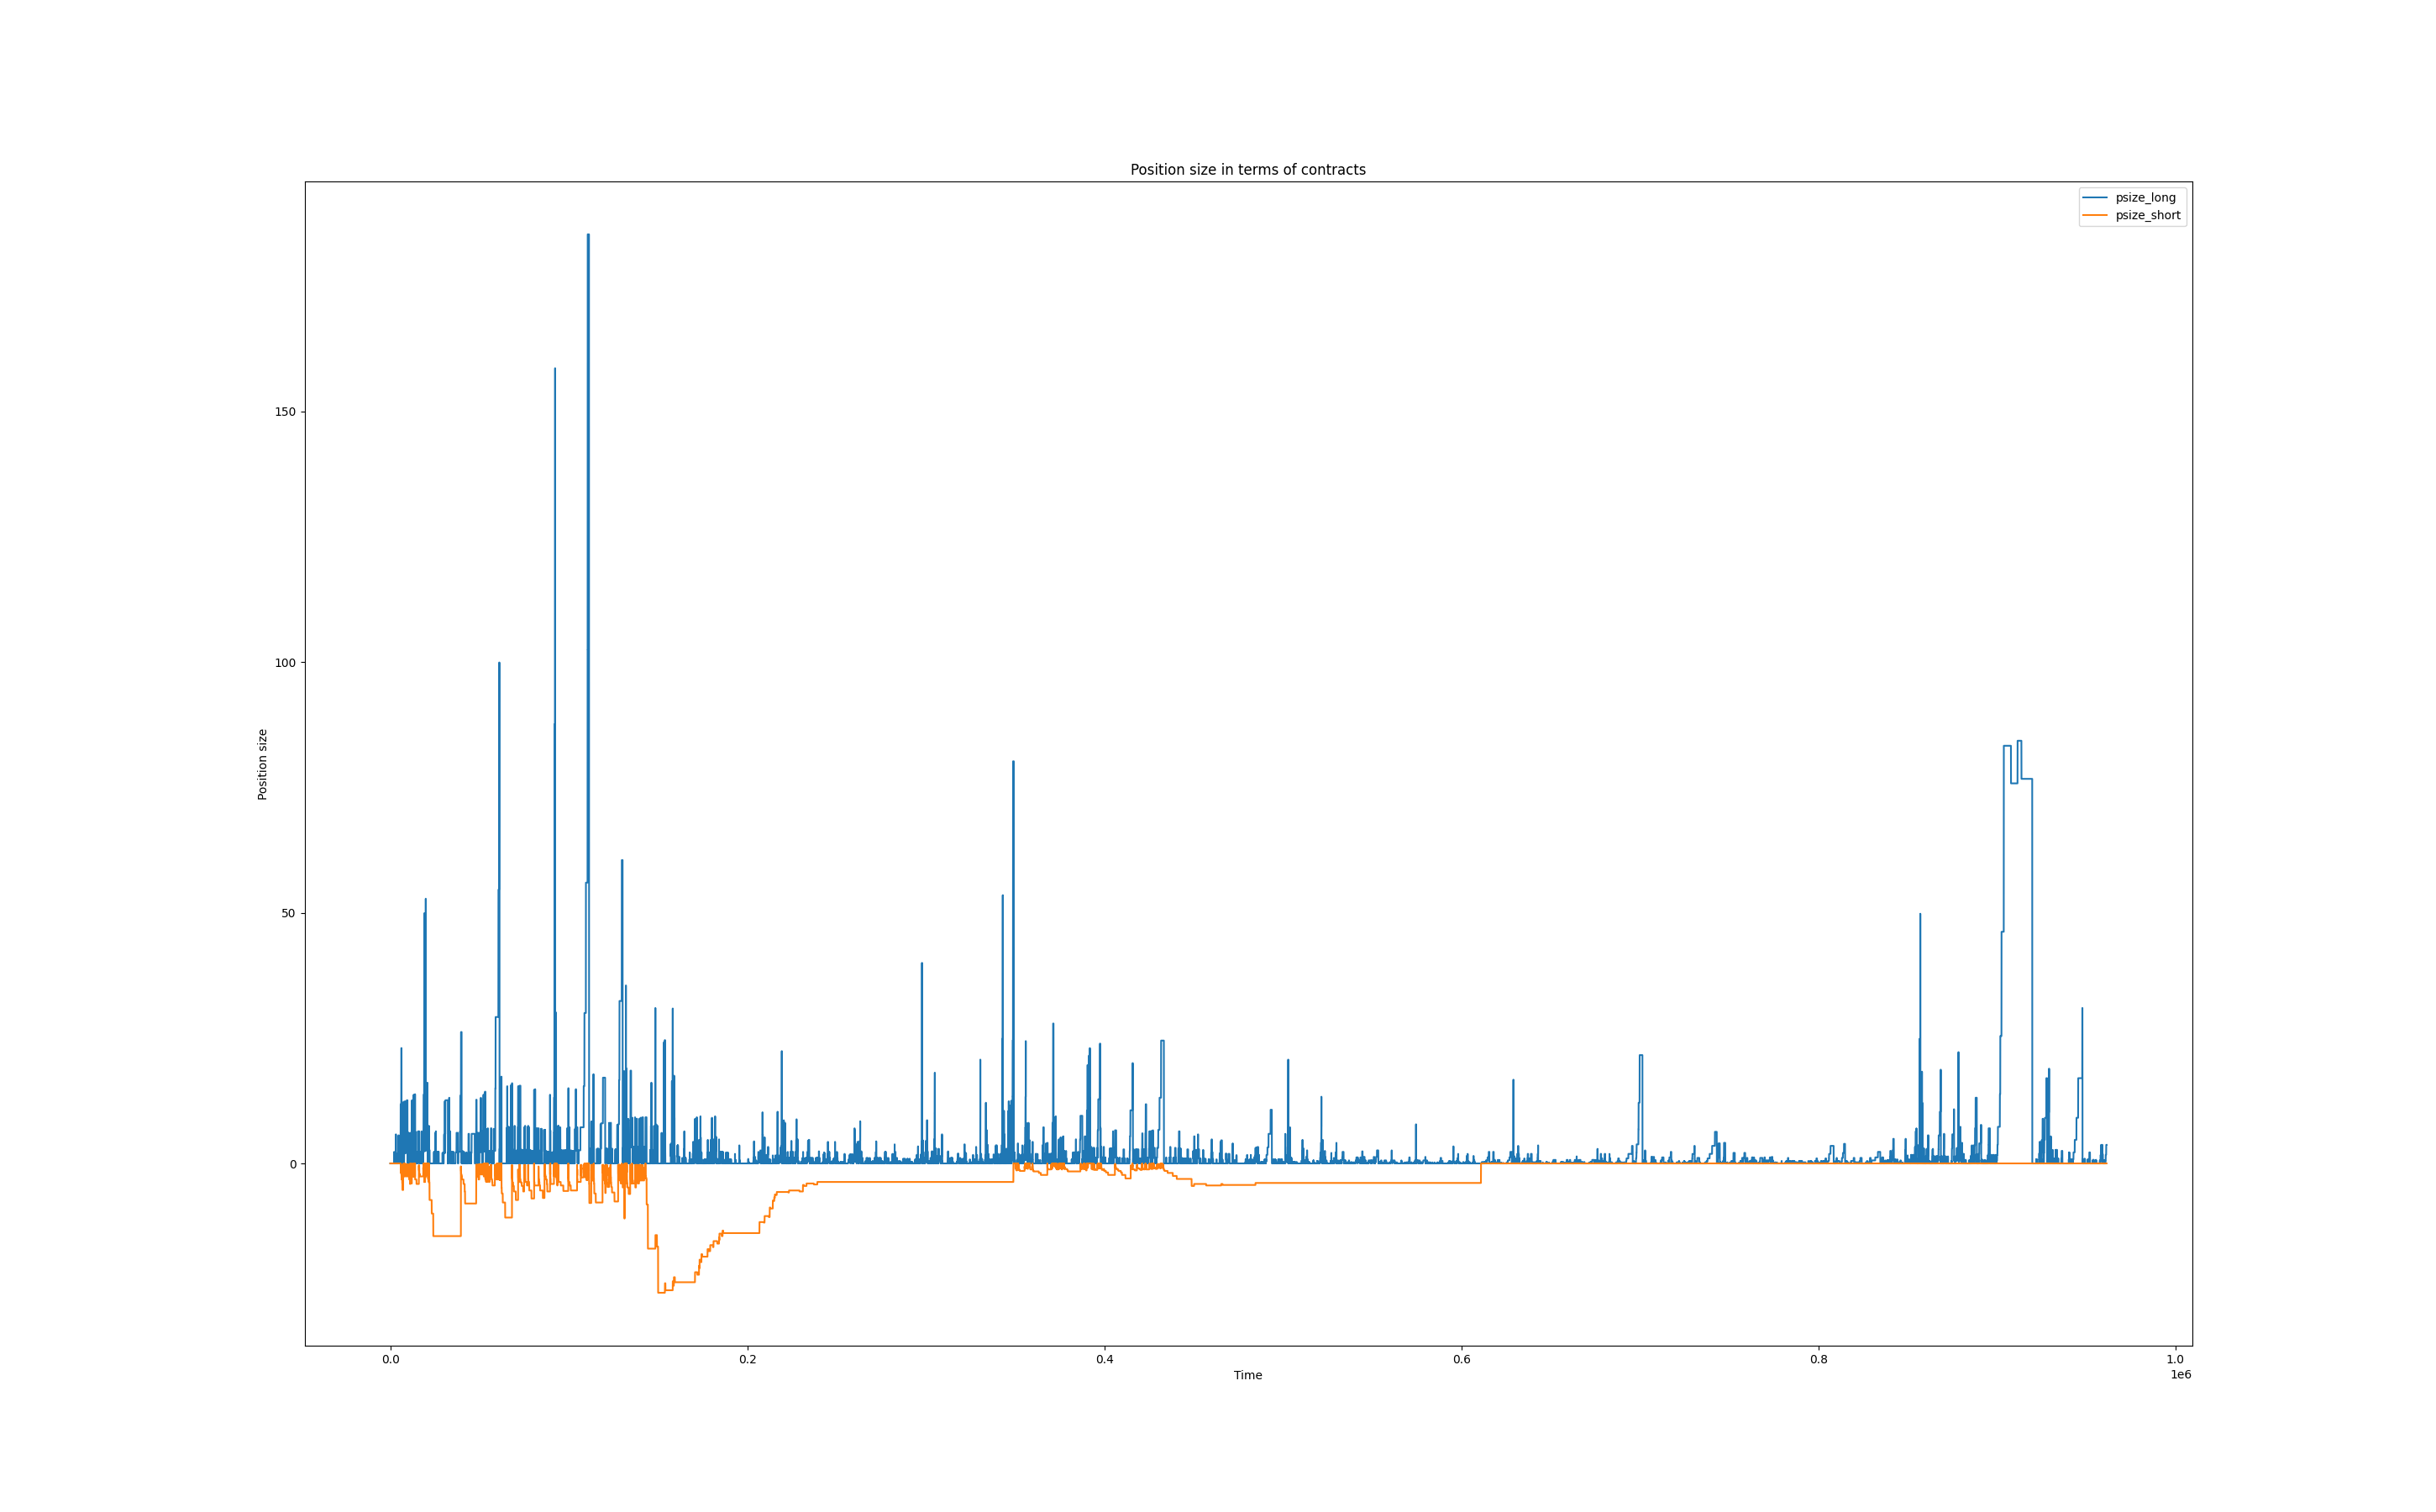 Position size in terms of contracts
psize_long
psize_short
150
100
50
0
Position size
0.0
0.2
0.4
0.6
0.8
1.0
Time
1e6